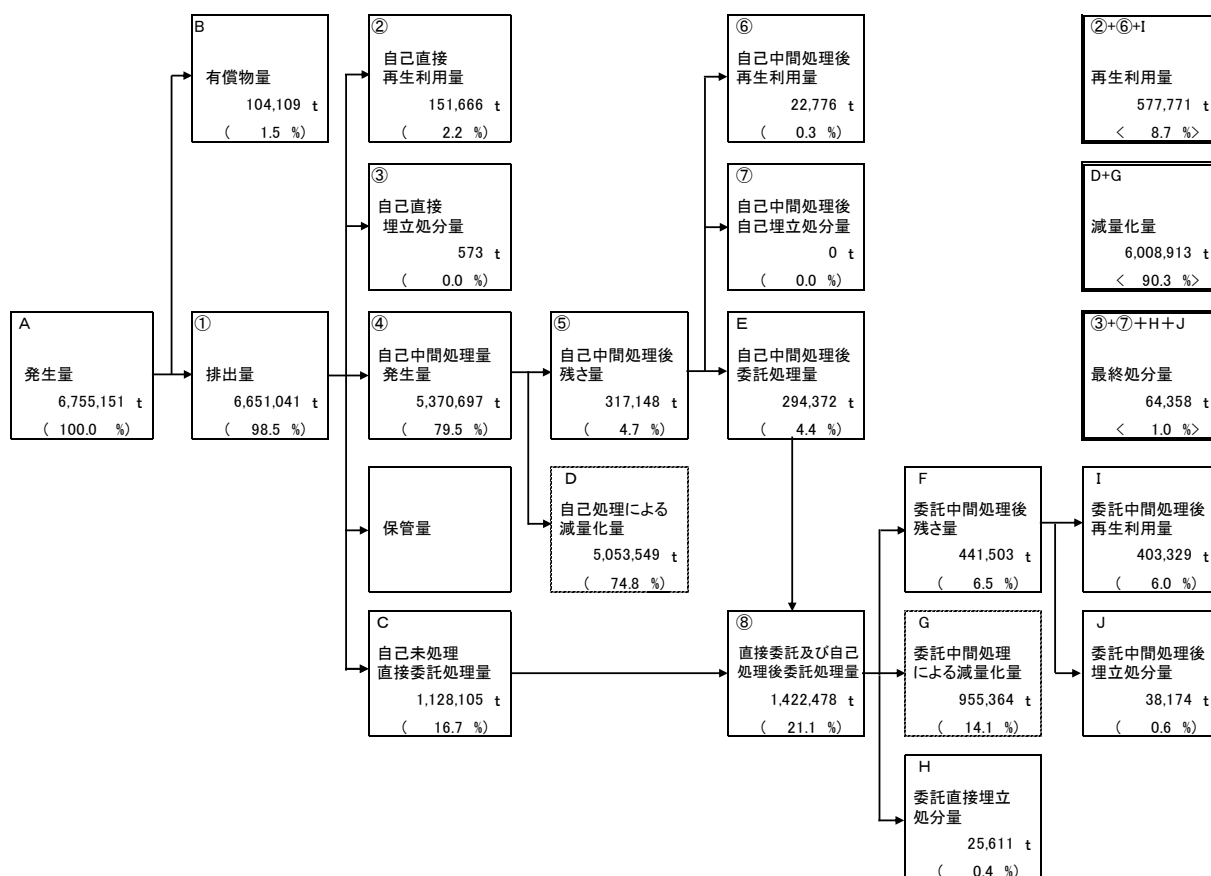 B
有償物量
104,109 t
( 1.5 %)
②
自己直接
再生利用量
151,666 t
( 2.2 %)
⑥
自己中間処理後
再生利用量
22,776 t
( 0.3 %)
②+⑥+I
再生利用量
577,771 t
< 8.7 %>
③
自己直接
埋立処分量
573 t
( 0.0 %)
⑦
自己中間処理後
自己埋立処分量
0 t
( 0.0 %)
D+G
減量化量
6,008,913 t
< 90.3 %>
A
発生量
6,755,151 t
( 100.0 %)
①
排出量
6,651,041 t
( 98.5 %)
④
自己中間処理量
発生量
5,370,697 t
( 79.5 %)
⑤
自己中間処理後
残さ量
317,148 t
( 4.7 %)
E
自己中間処理後
委託処理量
294,372 t
( 4.4 %)
③+⑦+H+J
最終処分量
64,358 t
< 1.0 %>
保管量
D
自己処理による
減量化量
5,053,549 t
( 74.8 %)
F
委託中間処理後
残さ量
441,503 t
( 6.5 %)
I
委託中間処理後
再生利用量
403,329 t
( 6.0 %)
C
自己未処理
直接委託処理量
1,128,105 t
( 16.7 %)
⑧
直接委託及び自己
処理後委託処理量
1,422,478 t
( 21.1 %)
G
委託中間処理
による減量化量
955,364 t
( 14.1 %)
J
委託中間処理後
埋立処分量
38,174 t
( 0.6 %)
H
委託直接埋立
処分量
25,611 t
( 0.4 %)